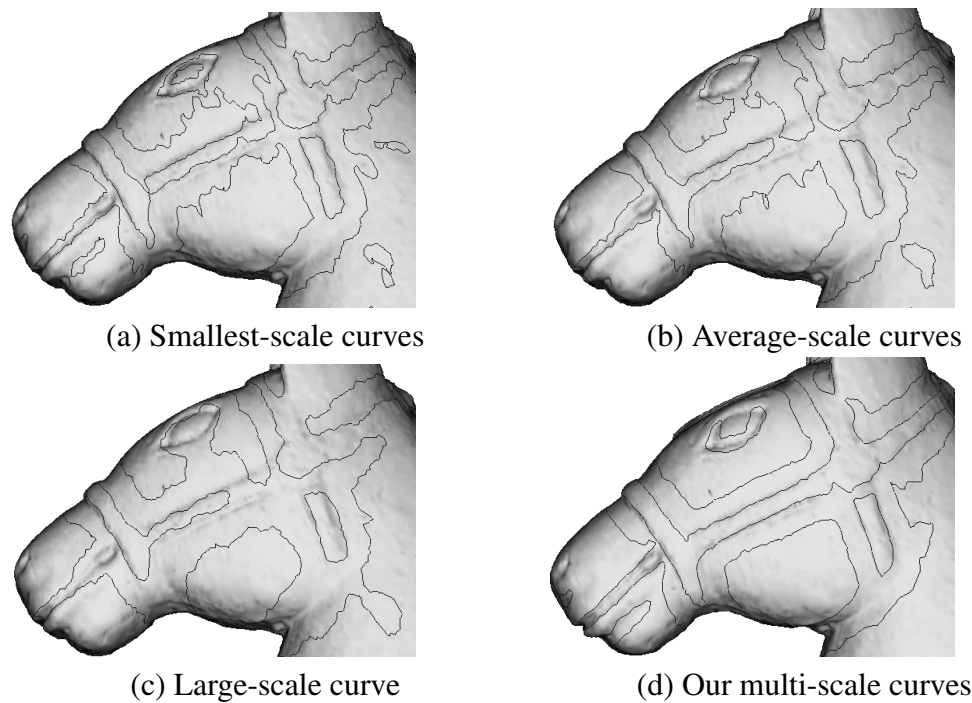 (a) Smallest-scale curves
(b) Average-scale curves
(c) Large-scale curve
(d) Our multi-scale curves